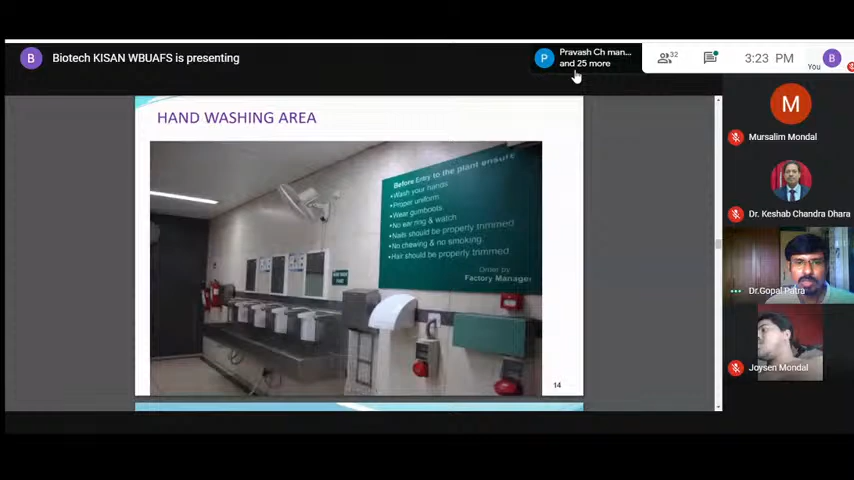 B Biotech KISAN WBUAFS is presenting
P Pravash Ch man...
and 25 more
32
3:23 PM
You
B
HAND WASHING AREA
Before Entry to the plant ensure
•Wash your hands
•Proper uniform
•Wear gumboots
•No ear ring & watch
•Nails should be properly trimmed
•No chewing & no smoking.
•Hair should be properly trimmed
Order by
Factory Manager
14
M
Mursalim Mondal
Dr. Keshab Chandra Dhara
Dr.Gopal Patra
Joysen Mondal